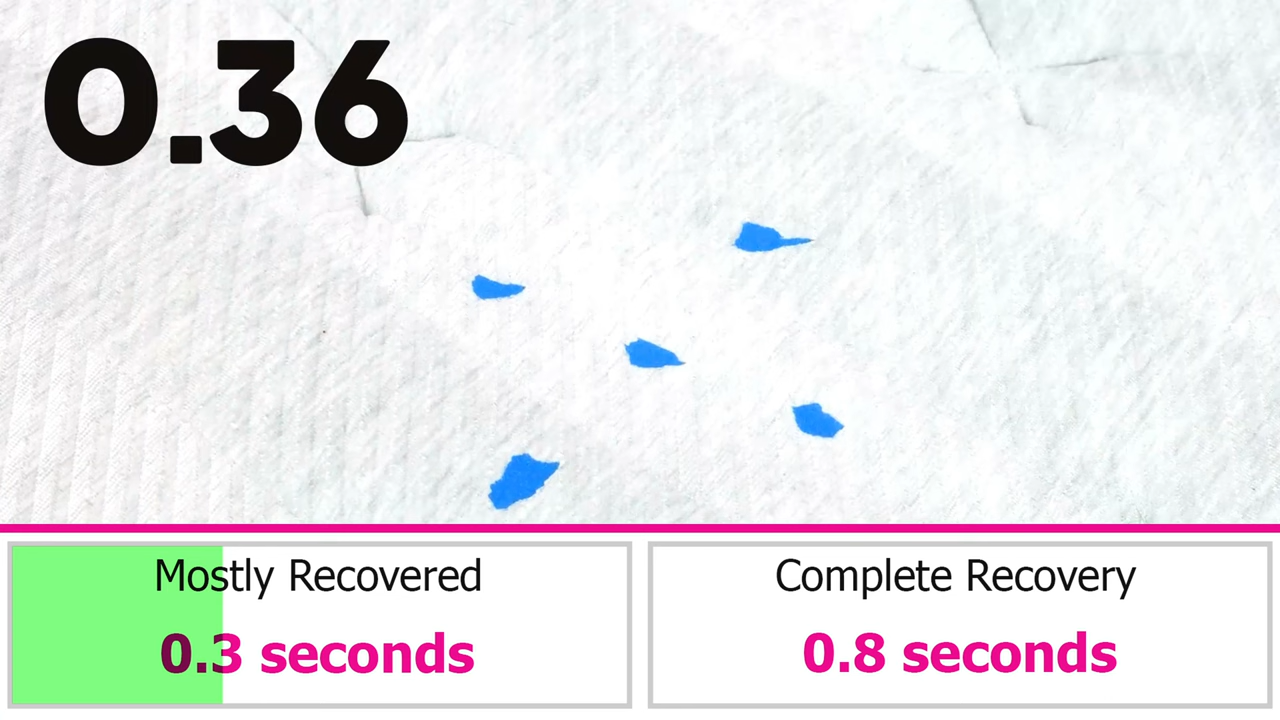 0.36
Mostly Recovered
0.3 seconds
Complete Recovery
0.8 seconds